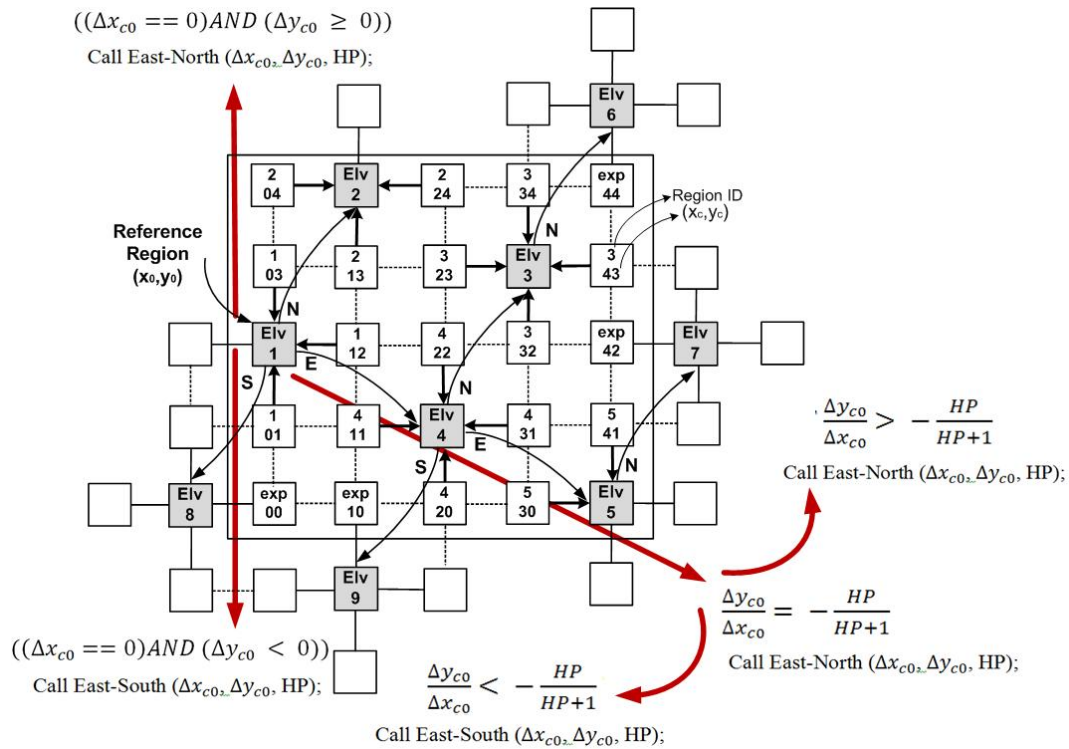 ((Δx_c0 == 0)AND (Δy_c0 ≥ 0))
Call East-North (Δx_c0, Δy_c0, HP);
Elv
6
Elv
2
2
04
2
24
3
34
exp
44
Region ID
(x_c,y_c)
Reference
Region
(x_0,y_0)
1
03
2
13
3
23
Elv
3
3
43
N
N
Elv
1
1
12
4
22
3
32
exp
42
Elv
7
E
S
N
1
01
4
11
Elv
4
4
31
5
41
E
S
N
Elv
8
exp
00
exp
10
4
20
5
30
Elv
5
Elv
9
Δy_c0/Δx_c0 > − HP/HP+1
Call East-North (Δx_c0, Δy_c0, HP);
Δy_c0/Δx_c0 = − HP/HP+1
Call East-North (Δx_c0, Δy_c0, HP);
((Δx_c0 == 0)AND (Δy_c0 < 0))
Call East-South (Δx_c0, Δy_c0, HP);
Δy_c0/Δx_c0 < − HP/HP+1
Call East-South (Δx_c0, Δy_c0, HP);